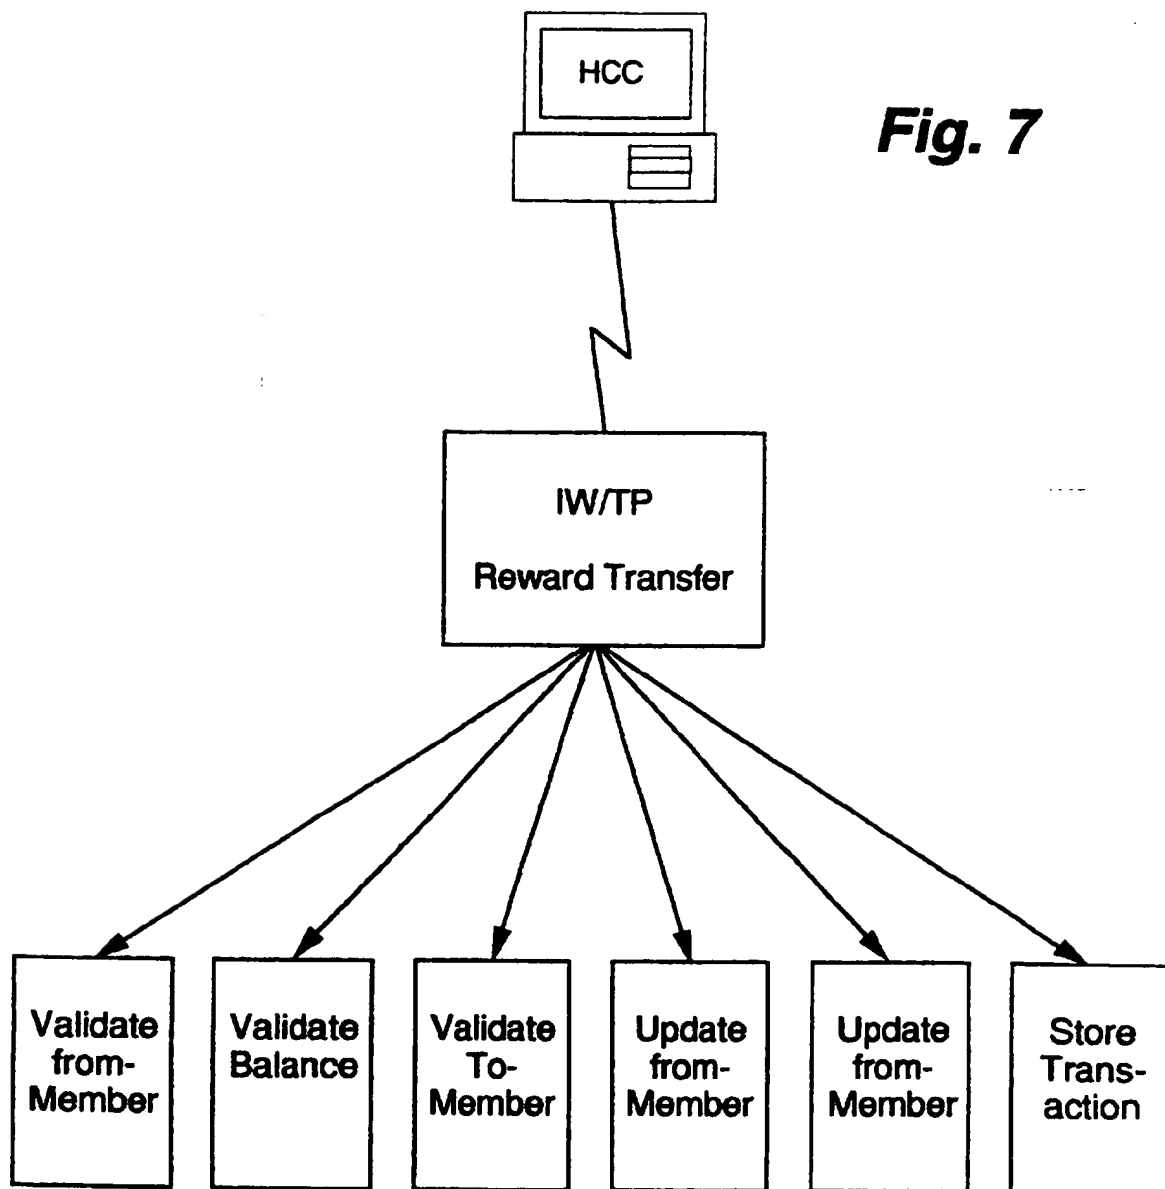 HCC
Fig. 7
IW/TP
Reward Transfer
Validate
from-
Member
Validate
Balance
Validate
To-
Member
Update
from-
Member
Update
from-
Member
Store
Trans-
action